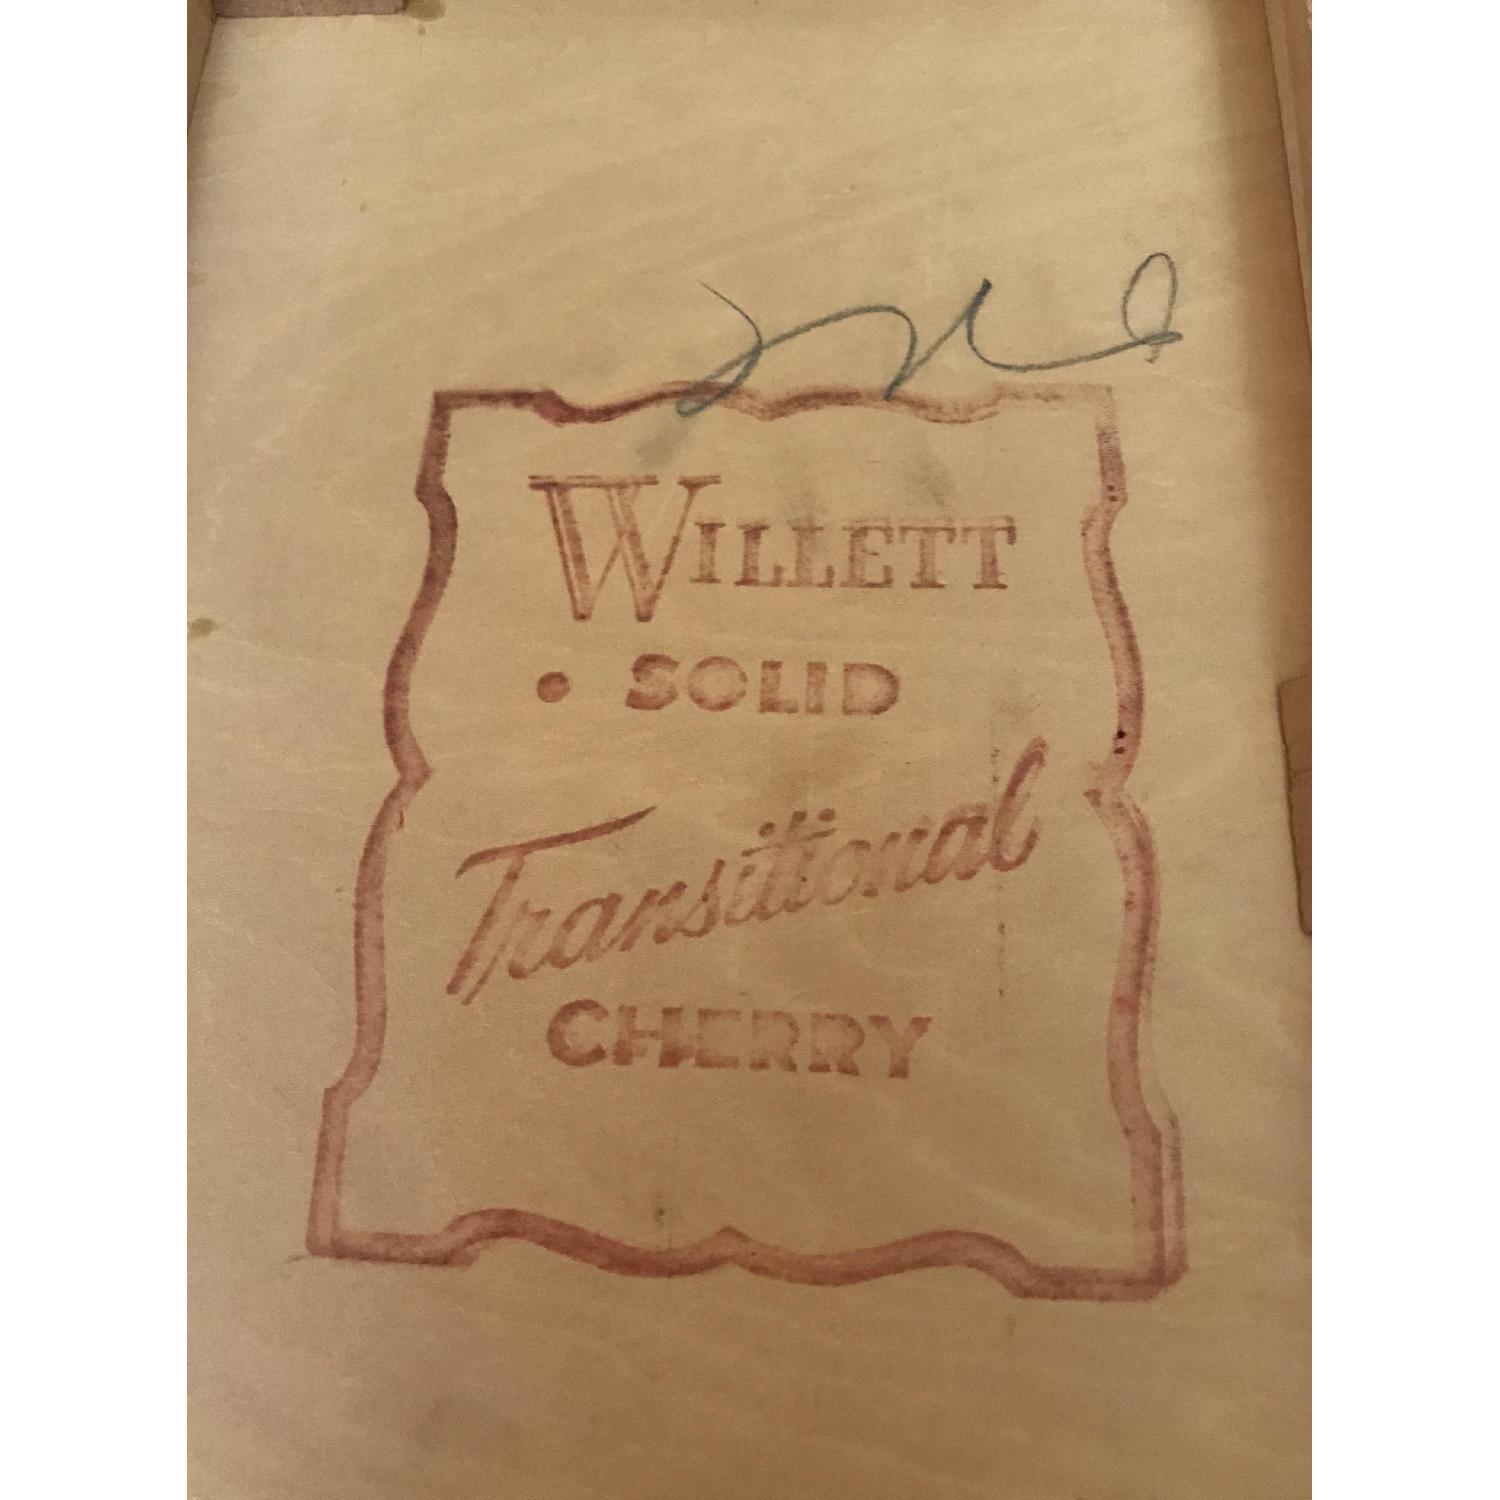 WILLETT
• SOLID
Transitional
CHERRY